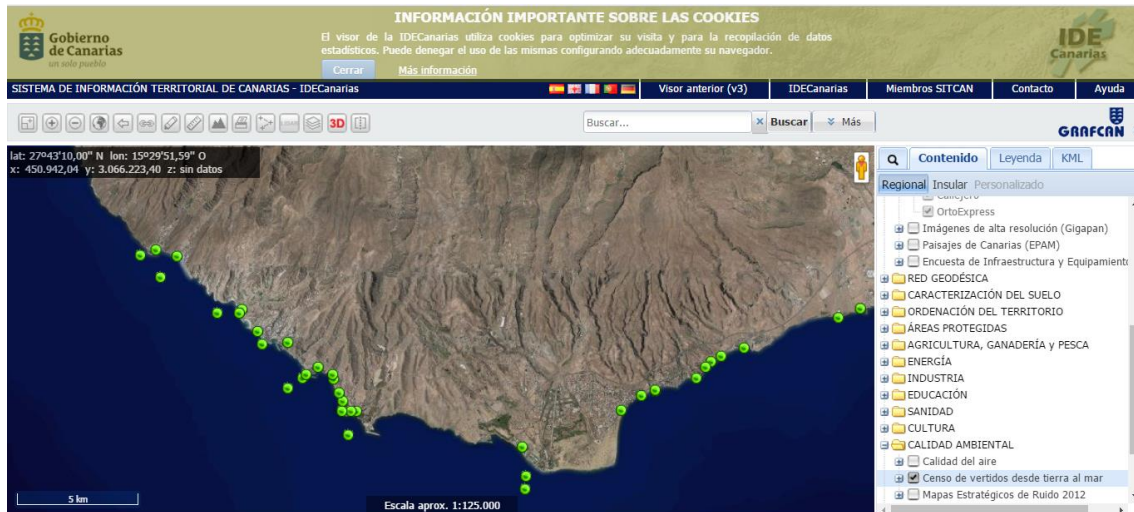 Gobierno
de Canarias
un solo pueblo
INFORMACIÓN IMPORTANTE SOBRE LAS COOKIES
El visor de la IDECanarias utiliza cookies para optimizar su visita y para la recopilación de datos
estadísticos. Puede denegar el uso de las mismas configurando adecuadamente su navegador.
Cerrar Más información
IDE
Canarias
SISTEMA DE INFORMACIÓN TERRITORIAL DE CANARIAS - IDECanarias Visor anterior (v3) IDECanarias Miembros SITCAN Contacto Ayuda
3D Buscar... × Buscar Más
GRAFCAN
lat: 27º43'10,00" N lon: 15º29'51,59" O
x: 450.942,04 y: 3.066.223,40 z: sin datos
Contenido Leyenda KML
Regional Insular Personalizado
Callejero
OrtoExpress
Imágenes de alta resolución (Gigapan)
Paisajes de Canarias (EPAM)
Encuesta de Infraestructura y Equipamiento
RED GEODÉSICA
CARACTERIZACIÓN DEL SUELO
ORDENACIÓN DEL TERRITORIO
ÁREAS PROTEGIDAS
AGRICULTURA, GANADERÍA y PESCA
ENERGÍA
INDUSTRIA
EDUCACIÓN
SANIDAD
CULTURA
CALIDAD AMBIENTAL
Calidad del aire
Censo de vertidos desde tierra al mar
Mapas Estratégicos de Ruido 2012
5 km
Escala aprox. 1:125.000